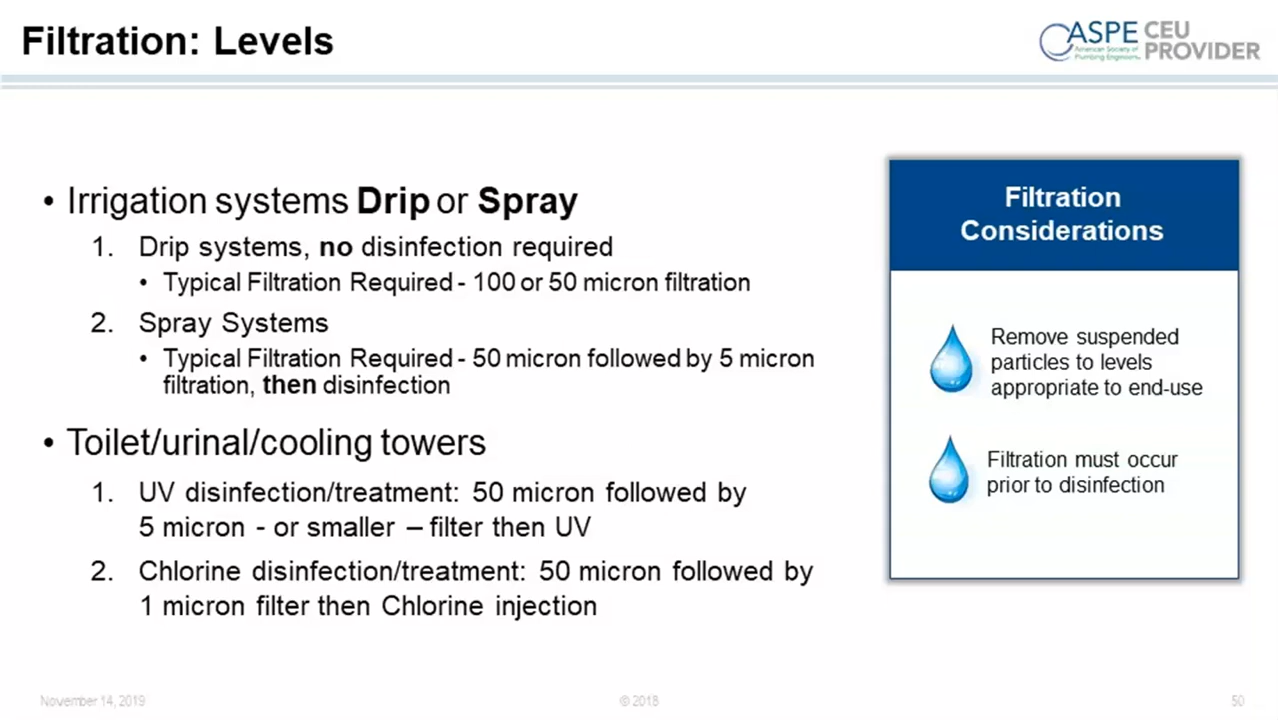 Filtration: Levels
ASPE CEU
American Society of
Plumbing Engineers
PROVIDER
• Irrigation systems Drip or Spray
1. Drip systems, no disinfection required
• Typical Filtration Required - 100 or 50 micron filtration
2. Spray Systems
• Typical Filtration Required - 50 micron followed by 5 micron
filtration, then disinfection
• Toilet/urinal/cooling towers
1. UV disinfection/treatment: 50 micron followed by
5 micron - or smaller – filter then UV
2. Chlorine disinfection/treatment: 50 micron followed by
1 micron filter then Chlorine injection
Filtration
Considerations
Remove suspended
particles to levels
appropriate to end-use
Filtration must occur
prior to disinfection
November 14, 2019
© 2018
50